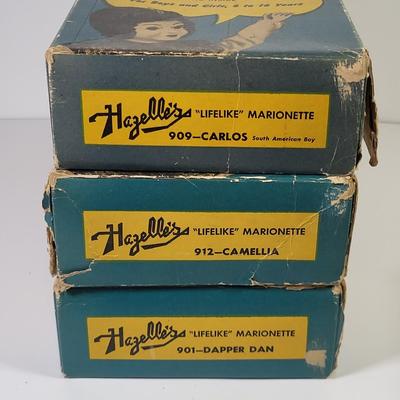 For Boys and Girls, 6 to 16 Years
Hazelle's "LIFELIKE" MARIONETTE
909—CARLOS South American Boy
Hazelle's "LIFELIKE" MARIONETTE
912—CAMELLIA
Hazelle's "LIFELIKE" MARIONETTE
901—DAPPER DAN